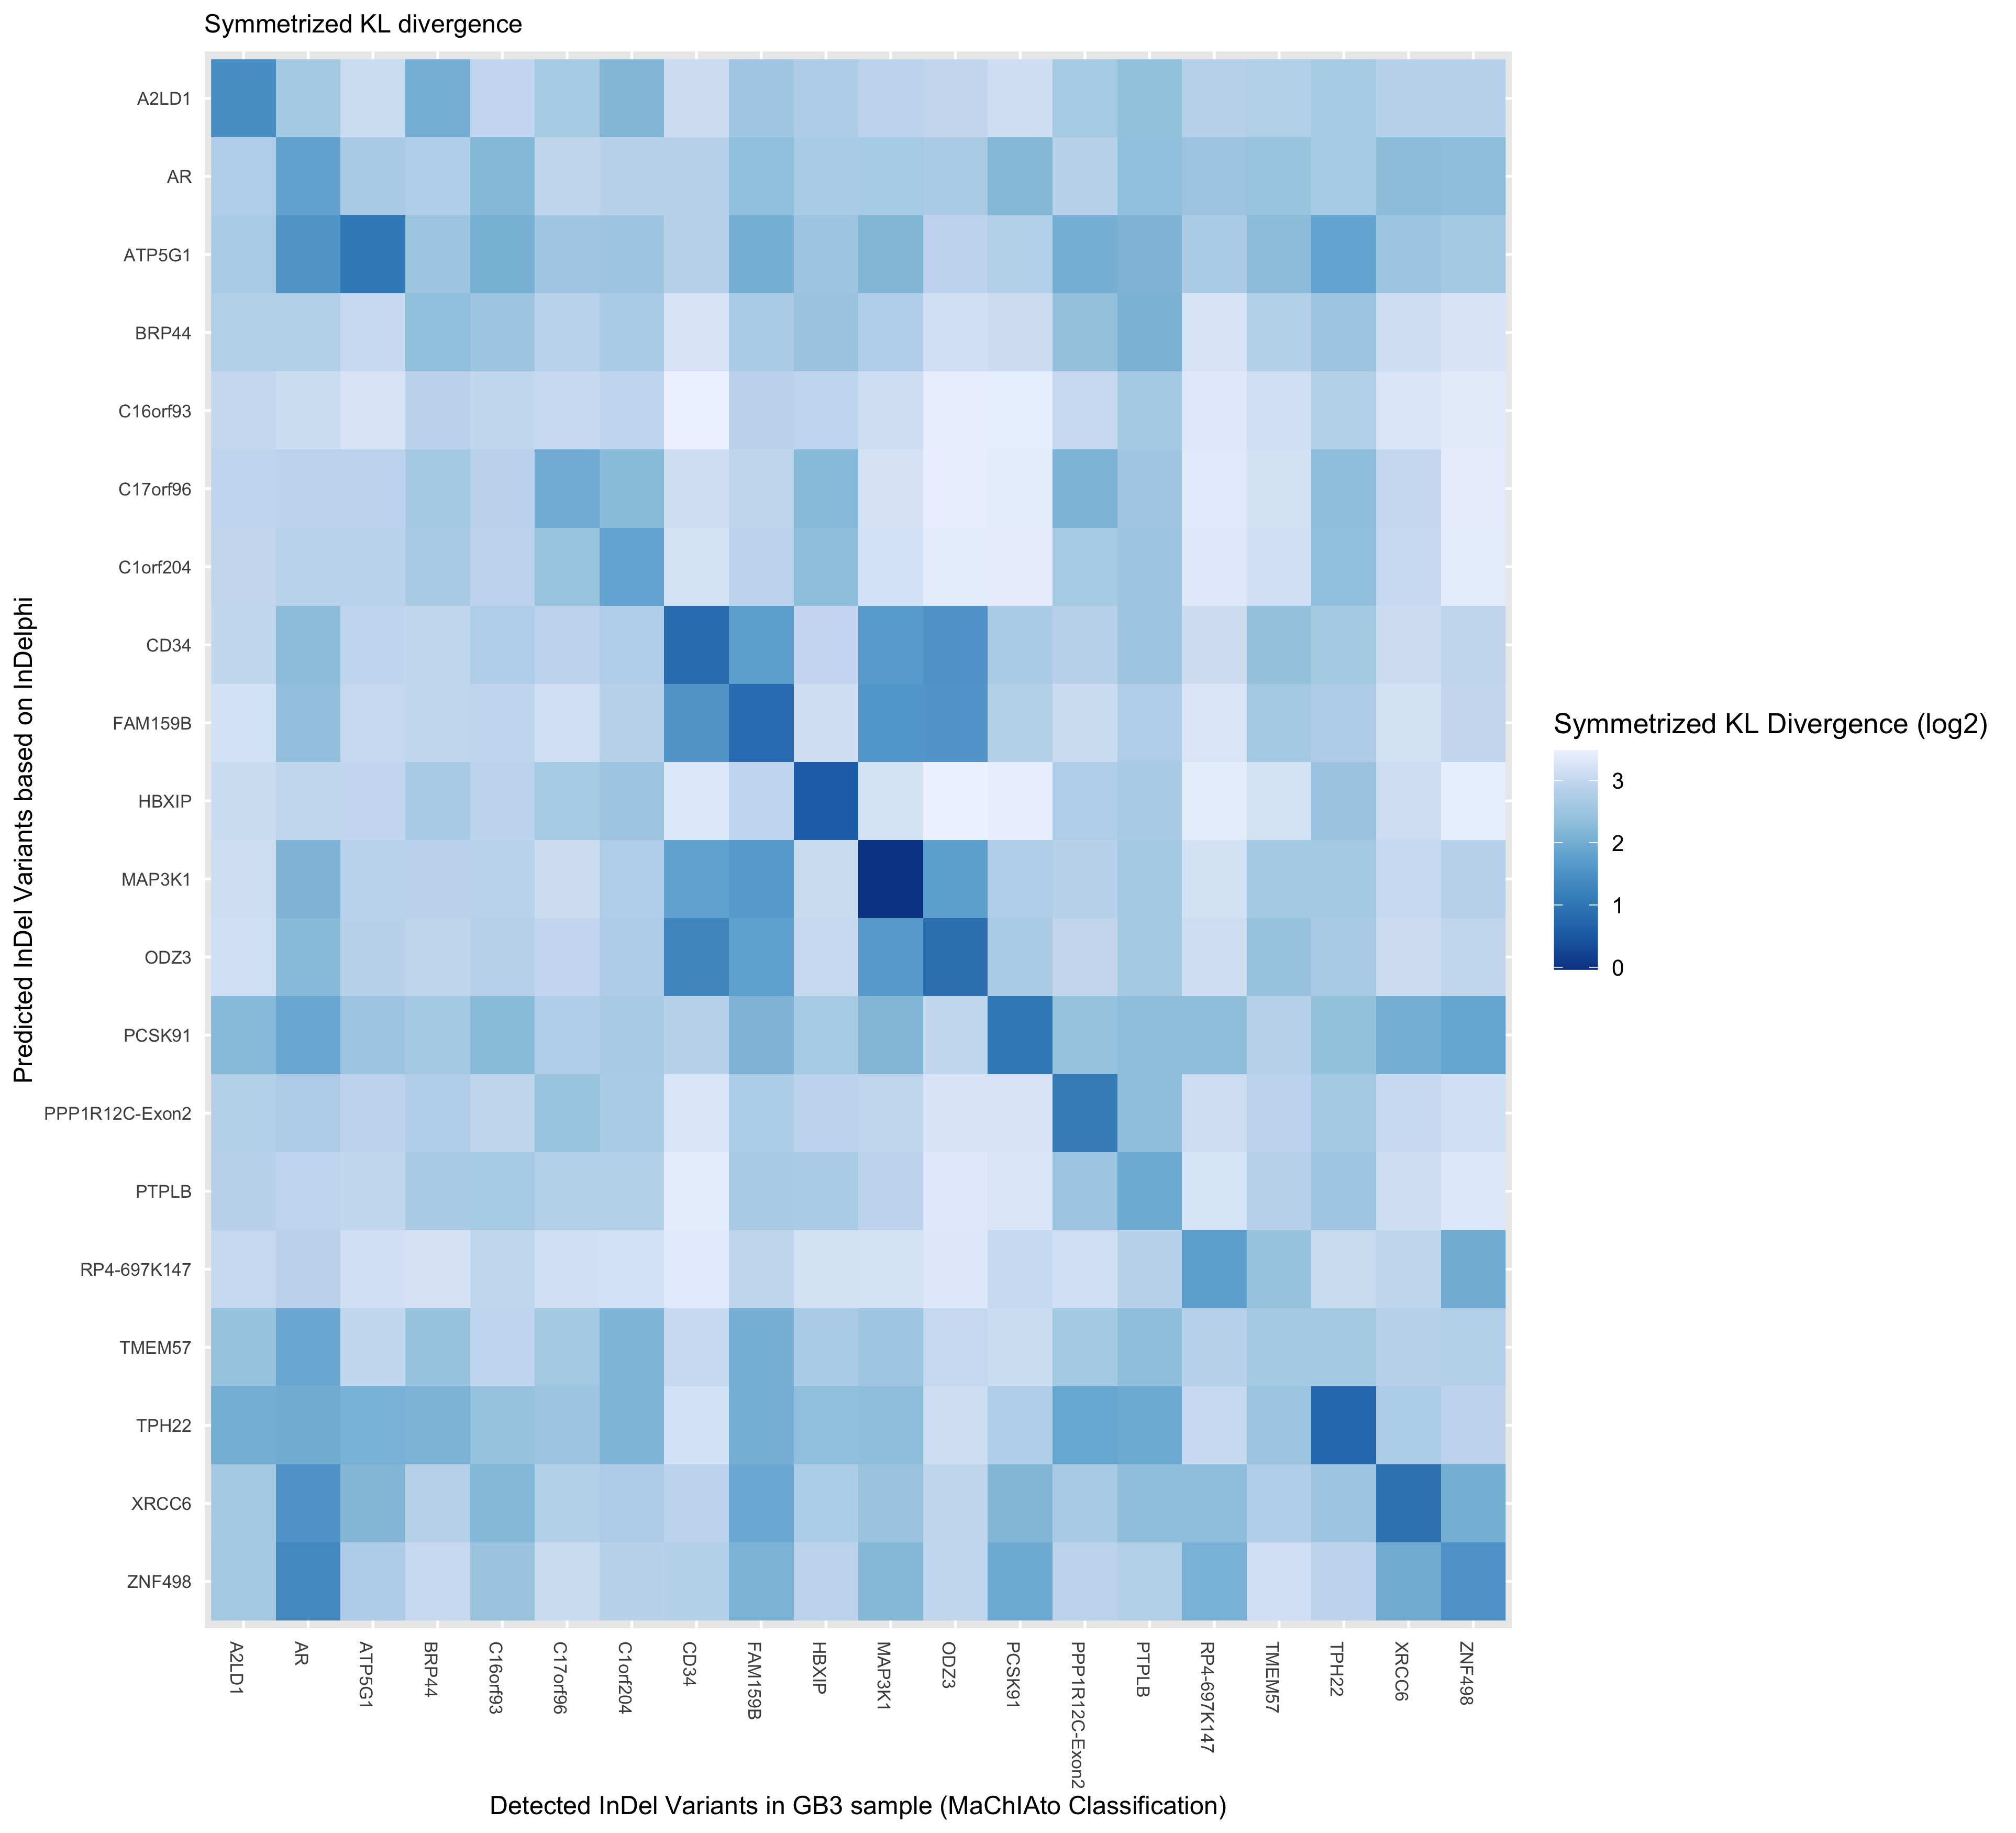 Symmetrized KL divergence
A2LD1
AR
ATP5G1
BRP44
C16orf93
C17orf96
C1orf204
CD34
FAM159B
HBXIP
MAP3K1
ODZ3
PCSK91
PPP1R12C-Exon2
PTPLB
RP4-697K147
TMEM57
TPH22
XRCC6
ZNF498
Predicted InDel Variants based on InDelphi
A2LD1
AR
ATP5G1
BRP44
C16orf93
C17orf96
C1orf204
CD34
FAM159B
HBXIP
MAP3K1
ODZ3
PCSK91
PPP1R12C-Exon2
PTPLB
RP4-697K147
TMEM57
TPH22
XRCC6
ZNF498
Detected InDel Variants in GB3 sample (MaChIAto Classification)
Symmetrized KL Divergence (log2)
3
2
1
0